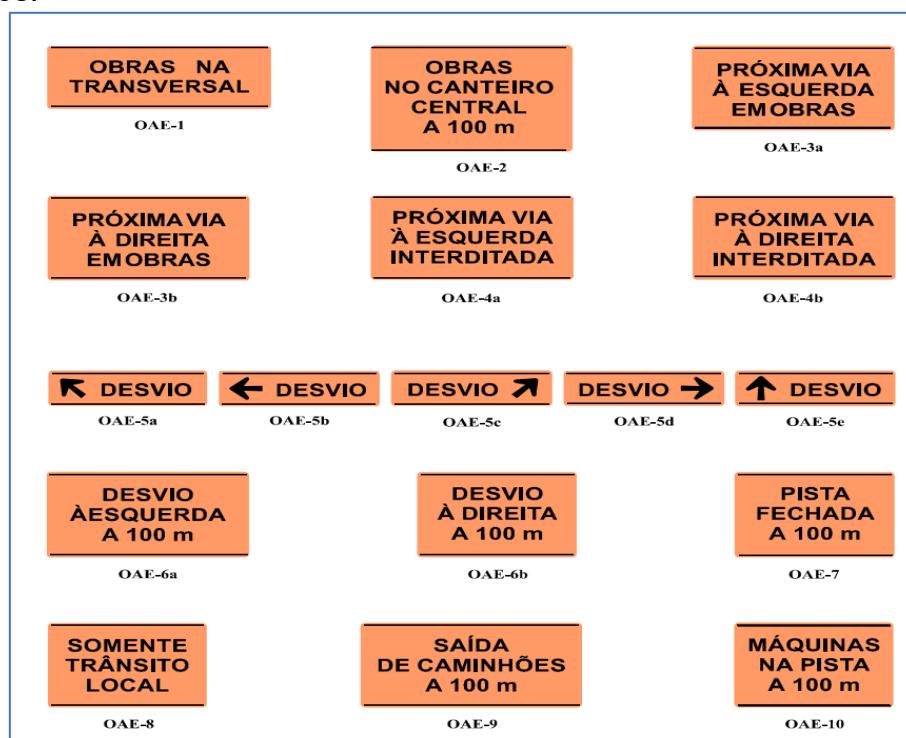 OBRAS NA
TRANSVERSAL
OAE-1
OBRAS
NO CANTEIRO
CENTRAL
A 100 m
OAE-2
PRÓXIMA VIA
À ESQUERDA
EM OBRAS
OAE-3a
PRÓXIMA VIA
À DIREITA
EM OBRAS
OAE-3b
PRÓXIMA VIA
À ESQUERDA
INTERDITADA
OAE-4a
PRÓXIMA VIA
À DIREITA
INTERDITADA
OAE-4b
DESVIO
OAE-5a
DESVIO
OAE-5b
DESVIO
OAE-5c
DESVIO
OAE-5d
DESVIO
OAE-5e
DESVIO
ÀESQUERDA
A 100 m
OAE-6a
DESVIO
À DIREITA
A 100 m
OAE-6b
PISTA
FECHADA
A 100 m
OAE-7
SOMENTE
TRÂNSITO
LOCAL
OAE-8
SAÍDA
DE CAMINHÕES
A 100 m
OAE-9
MÁQUINAS
NA PISTA
A 100 m
OAE-10